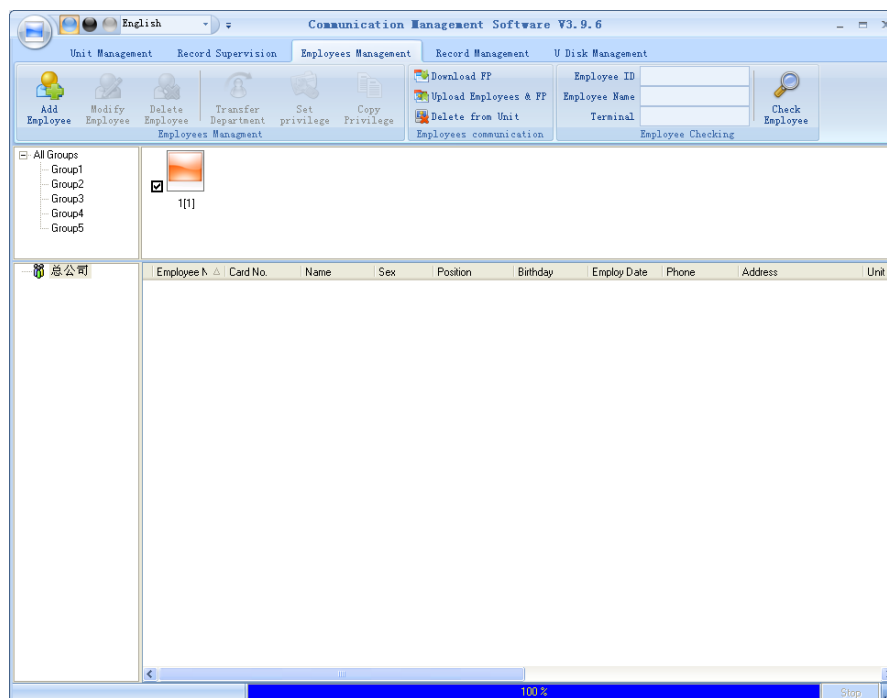 English
Communication Management Software V3.9.6
Unit Management Record Supervision Employees Management Record Management U Disk Management
Add Employee
Modify Employee
Delete Employee
Transfer Department
Set privilege
Copy Privilege
Employees Managment
Download FP
Upload Employees & FP
Delete from Unit
Employees communication
Employee ID
Employee Name
Terminal
Check Employee
Employee Checking
All Groups
Group1
Group2
Group3
Group4
Group5
1[1]
总公司
Employee N Card No. Name Sex Position Birthday Employ Date Phone Address Unit
100 %
Stop